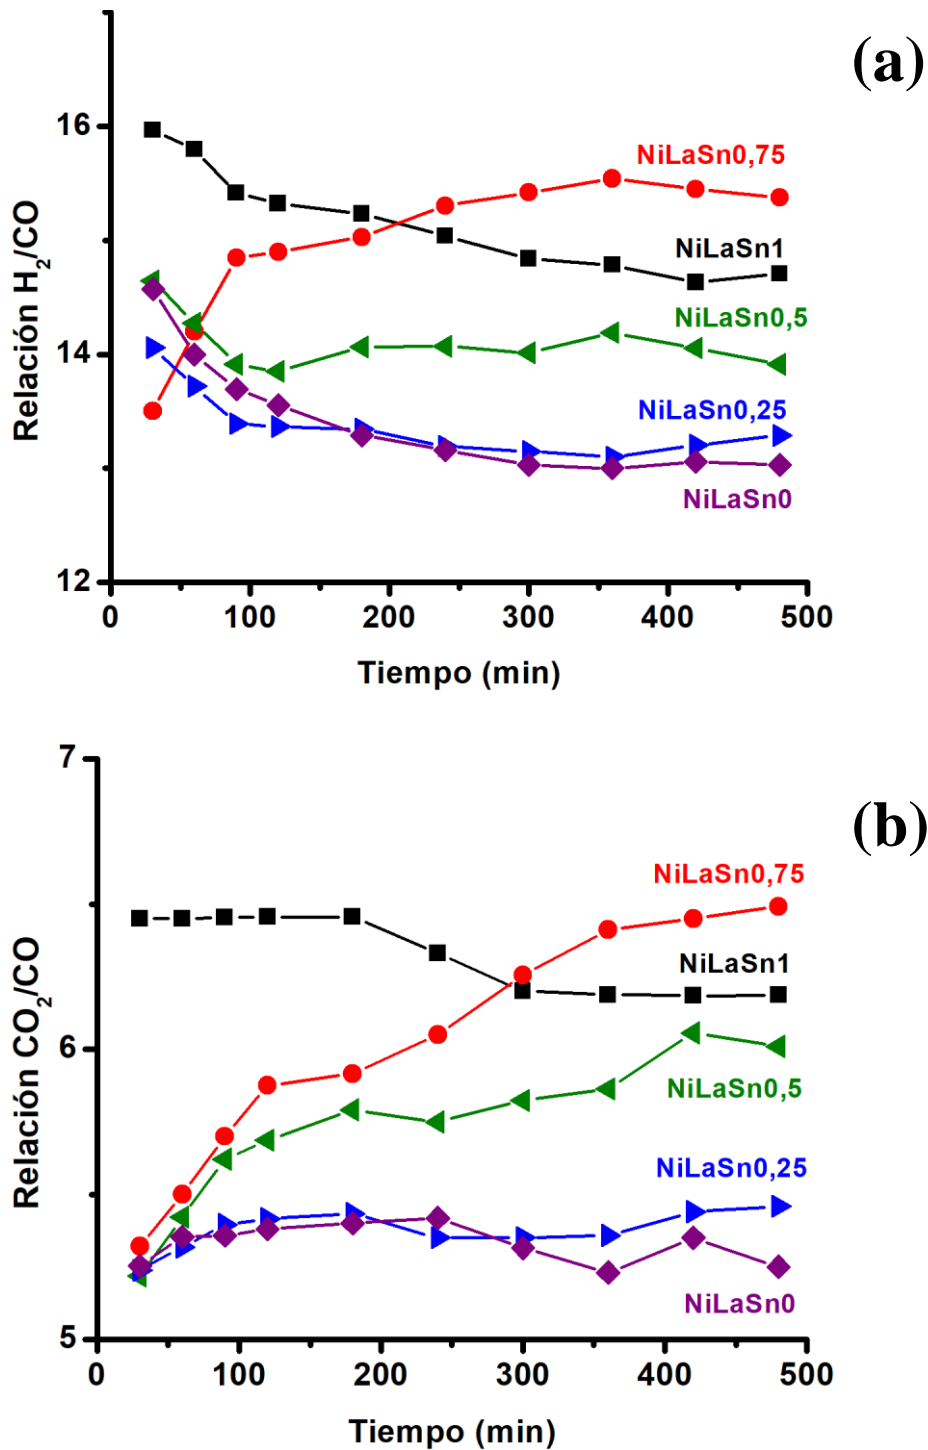 (a)
16
NiLaSn0,75
NiLaSn1
NiLaSn0,5
14
NiLaSn0,25
NiLaSn0
12
Relación H2/CO
0 100 200 300 400 500
Tiempo (min)
7
(b)
NiLaSn0,75
NiLaSn1
6
NiLaSn0,5
NiLaSn0,25
NiLaSn0
5
Relación CO2/CO
0 100 200 300 400 500
Tiempo (min)